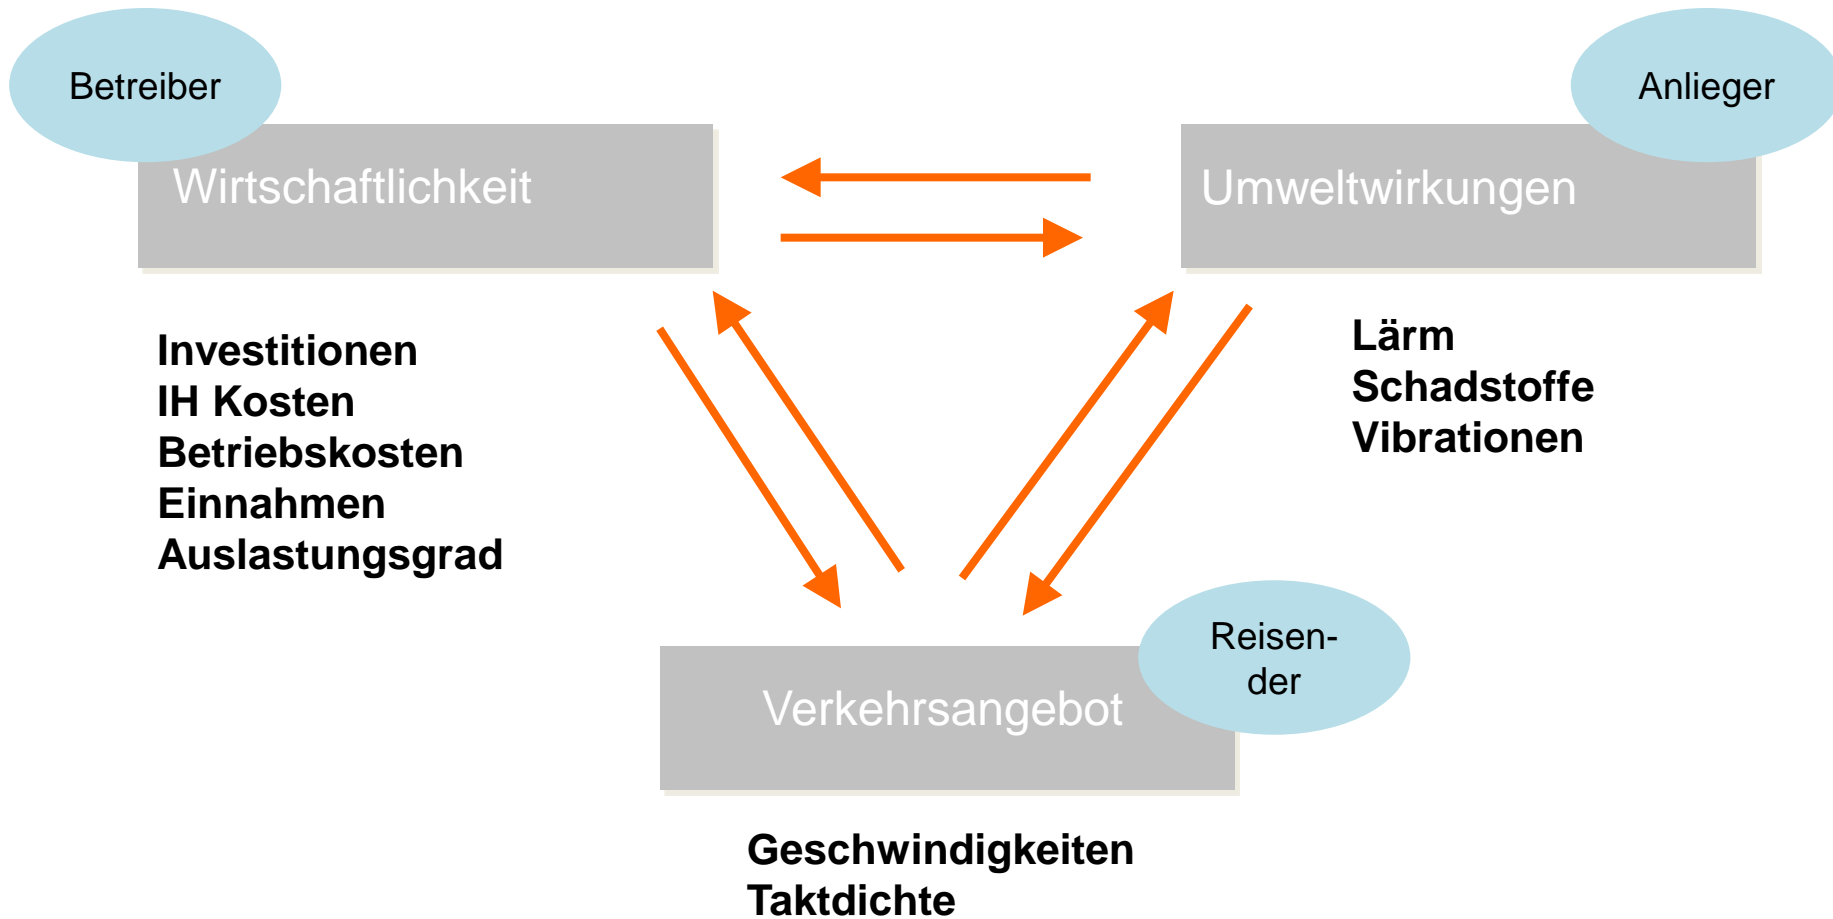 Betreiber
Anlieger
Wirtschaftlichkeit
Umweltwirkungen
Investitionen
IH Kosten
Betriebskosten
Einnahmen
Auslastungsgrad
Lärm
Schadstoffe
Vibrationen
Reisen-
der
Verkehrsangebot
Geschwindigkeiten
Taktdichte